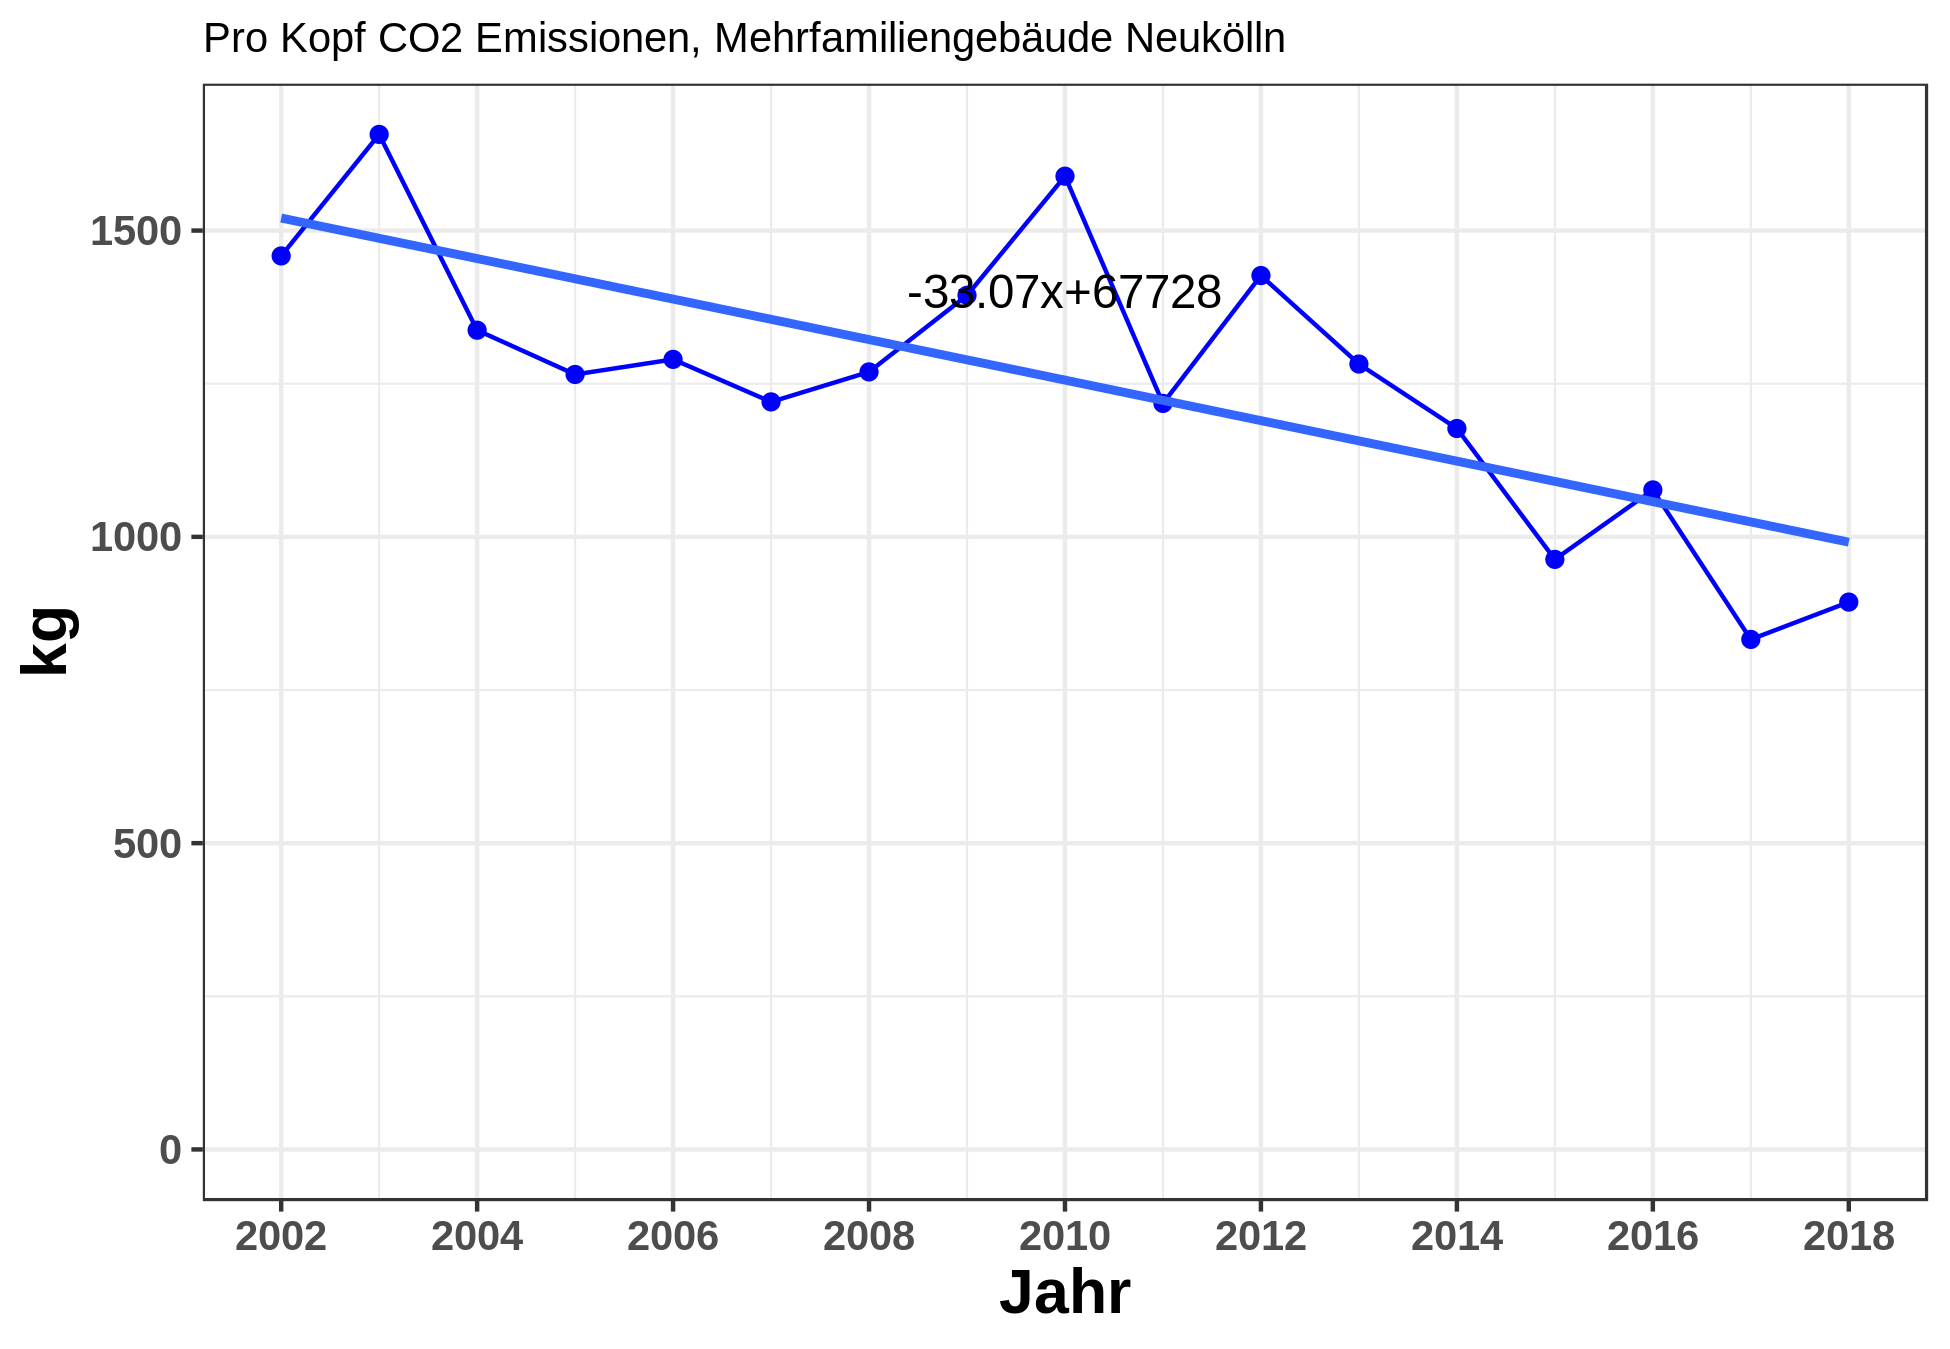 Pro Kopf CO2 Emissionen, Mehrfamiliengebäude Neukölln
1500
1000
500
0
kg
-33.07x+67728
2002 2004 2006 2008 2010 2012 2014 2016 2018
Jahr